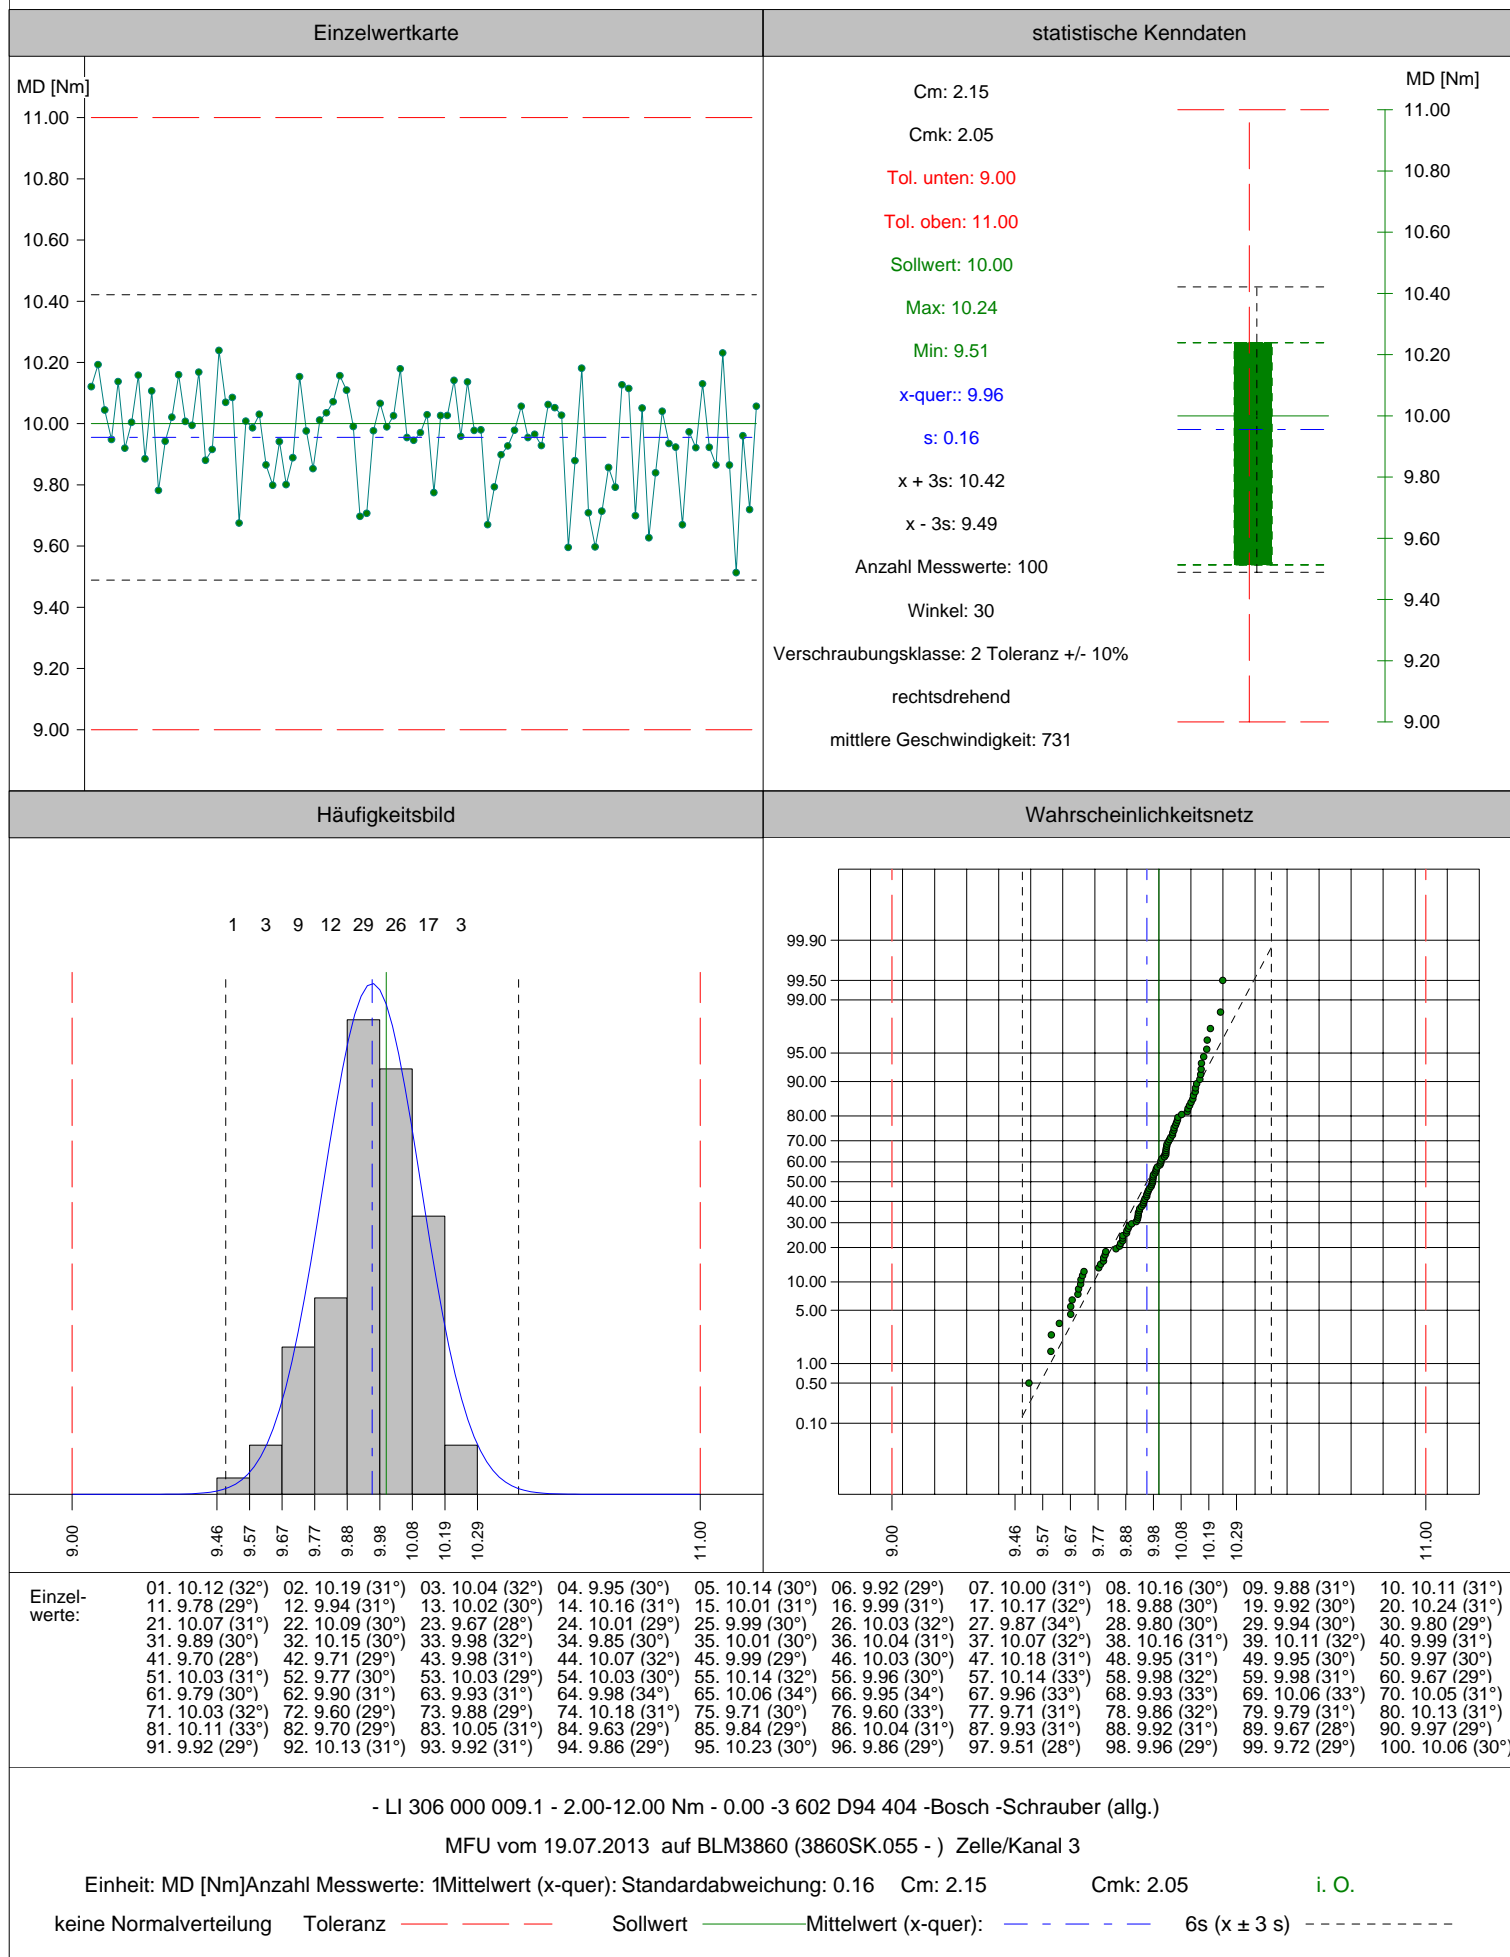 Einzelwertkarte
MD [Nm]
11.00
10.80
10.60
10.40
10.20
10.00
9.80
9.60
9.40
9.20
9.00
statistische Kenndaten
Cm: 2.15
Cmk: 2.05
Tol. unten: 9.00
Tol. oben: 11.00
Sollwert: 10.00
Max: 10.24
Min: 9.51
x-quer:: 9.96
s: 0.16
x + 3s: 10.42
x - 3s: 9.49
Anzahl Messwerte: 100
Winkel: 30
Verschraubungsklasse: 2 Toleranz +/- 10%
rechtsdrehend
mittlere Geschwindigkeit: 731
MD [Nm]
11.00
10.80
10.60
10.40
10.20
10.00
9.80
9.60
9.40
9.20
9.00
Häufigkeitsbild
1 3 9 12 29 26 17 3
9.00 9.46 9.57 9.67 9.77 9.88 9.98 10.08 10.19 10.29 11.00
Wahrscheinlichkeitsnetz
99.90
99.50
99.00
95.00
90.00
80.00
70.00
60.00
50.00
40.00
30.00
20.00
10.00
5.00
1.00
0.50
0.10
9.00 9.46 9.57 9.67 9.77 9.88 9.98 10.08 10.19 10.29 11.00
Einzel-
werte:
01. 10.12 (32°) 02. 10.19 (31°) 03. 10.04 (32°) 04. 9.95 (30°) 05. 10.14 (30°) 06. 9.92 (29°) 07. 10.00 (31°) 08. 10.16 (30°) 09. 9.88 (31°) 10. 10.11 (31°)
11. 9.78 (29°) 12. 9.94 (31°) 13. 10.02 (30°) 14. 10.16 (31°) 15. 10.01 (31°) 16. 9.99 (31°) 17. 10.17 (32°) 18. 9.88 (30°) 19. 9.92 (30°) 20. 10.24 (31°)
21. 10.07 (31°) 22. 10.09 (30°) 23. 9.67 (28°) 24. 10.01 (29°) 25. 9.99 (30°) 26. 10.03 (32°) 27. 9.87 (34°) 28. 9.80 (30°) 29. 9.94 (30°) 30. 9.80 (29°)
31. 9.89 (30°) 32. 10.15 (30°) 33. 9.98 (32°) 34. 9.85 (30°) 35. 10.01 (30°) 36. 10.04 (31°) 37. 10.07 (32°) 38. 10.16 (31°) 39. 10.11 (32°) 40. 9.99 (31°)
41. 9.70 (28°) 42. 9.71 (29°) 43. 9.98 (31°) 44. 10.07 (32°) 45. 9.99 (29°) 46. 10.03 (30°) 47. 10.18 (31°) 48. 9.95 (31°) 49. 9.95 (30°) 50. 9.97 (30°)
51. 10.03 (31°) 52. 9.77 (30°) 53. 10.03 (29°) 54. 10.03 (30°) 55. 10.14 (32°) 56. 9.96 (30°) 57. 10.14 (33°) 58. 9.98 (32°) 59. 9.98 (31°) 60. 9.67 (29°)
61. 9.79 (30°) 62. 9.90 (31°) 63. 9.93 (31°) 64. 9.98 (34°) 65. 10.06 (34°) 66. 9.95 (34°) 67. 9.96 (33°) 68. 9.93 (33°) 69. 10.06 (33°) 70. 10.05 (31°)
71. 10.03 (32°) 72. 9.60 (29°) 73. 9.88 (29°) 74. 10.18 (31°) 75. 9.71 (30°) 76. 9.60 (33°) 77. 9.71 (31°) 78. 9.86 (32°) 79. 9.79 (31°) 80. 10.13 (31°)
81. 10.11 (33°) 82. 9.70 (29°) 83. 10.05 (31°) 84. 9.63 (29°) 85. 9.84 (29°) 86. 10.04 (31°) 87. 9.93 (31°) 88. 9.92 (31°) 89. 9.67 (28°) 90. 9.97 (29°)
91. 9.92 (29°) 92. 10.13 (31°) 93. 9.92 (31°) 94. 9.86 (29°) 95. 10.23 (30°) 96. 9.86 (29°) 97. 9.51 (28°) 98. 9.96 (29°) 99. 9.72 (29°) 100. 10.06 (30°)
- LI 306 000 009.1 - 2.00-12.00 Nm - 0.00 -3 602 D94 404 -Bosch -Schrauber (allg.)
MFU vom 19.07.2013 auf BLM3860 (3860SK.055 - ) Zelle/Kanal 3
Einheit: MD [Nm]Anzahl Messwerte: 1Mittelwert (x-quer): Standardabweichung: 0.16 Cm: 2.15 Cmk: 2.05 i. O.
keine Normalverteilung Toleranz Sollwert Mittelwert (x-quer): 6s (x ± 3 s)